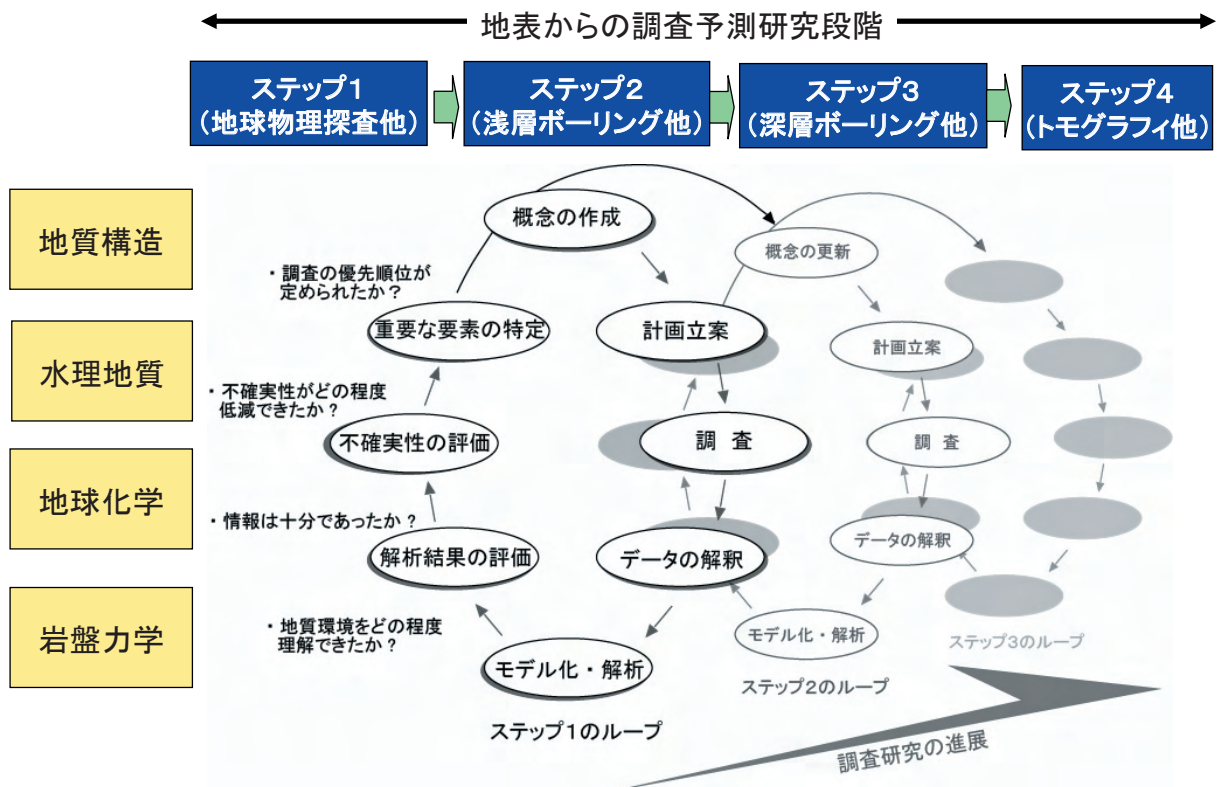 地表からの調査予測研究段階
ステップ1
(地球物理探査他)
ステップ2
(浅層ボーリング他)
ステップ3
(深層ボーリング他)
ステップ4
(トモグラフィ他)
地質構造
水理地質
地球化学
岩盤力学
概念の作成
・調査の優先順位が
定められたか?
重要な要素の特定
計画立案
・不確実性がどの程度
低減できたか?
不確実性の評価
調 査
・情報は十分であったか?
解析結果の評価
データの解釈
・地質環境をどの程度
理解できたか?
モデル化・解析
ステップ1のループ
概念の更新
計画立案
調 査
データの解釈
モデル化・解析
ステップ2のループ
ステップ3のループ
調査研究の進展